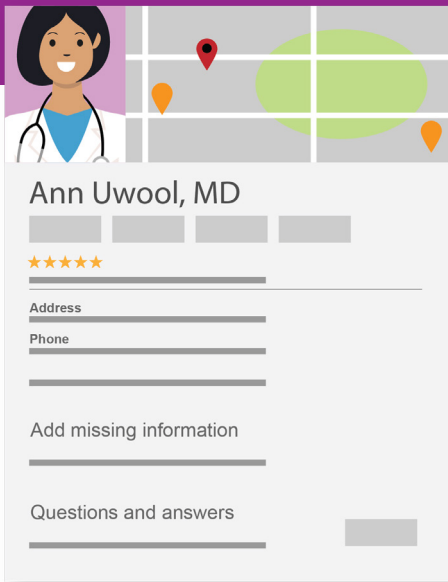 Ann Uwool, MD
Address
Phone
Add missing information
Questions and answers